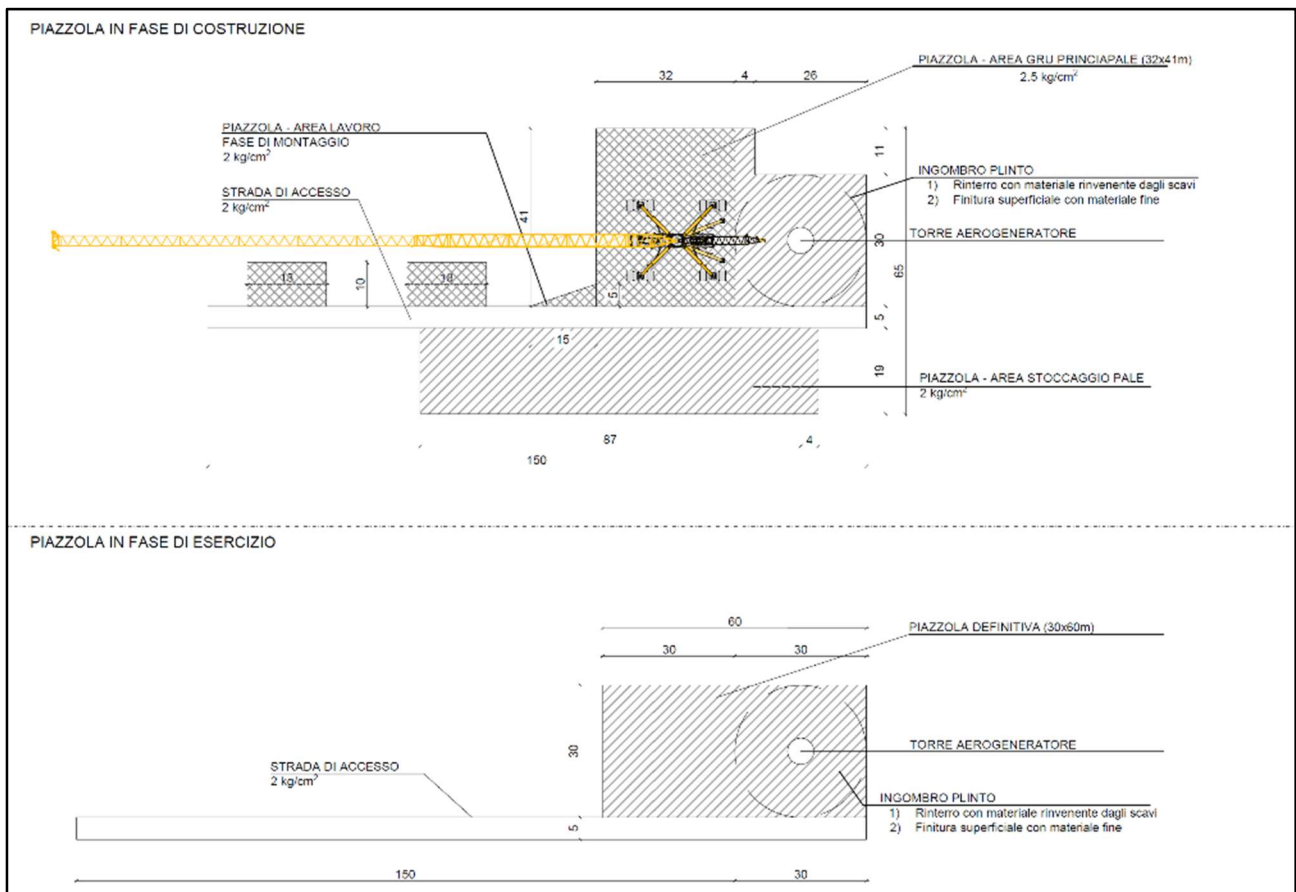 PIAZZOLA IN FASE DI COSTRUZIONE
PIAZZOLA - AREA GRU PRINCIAPALE (32x41m)
2.5 kg/cm²
32
4
26
PIAZZOLA - AREA LAVORO
FASE DI MONTAGGIO
2 kg/cm²
11
INGOMBRO PLINTO
1) Rinterro con materiale rinvenente dagli scavi
2) Finitura superficiale con materiale fine
STRADA DI ACCESSO
2 kg/cm²
41
TORRE AEROGENERATORE
30
65
13
10
5
5
15
19
PIAZZOLA - AREA STOCCAGGIO PALE
2 kg/cm²
87
4
150
PIAZZOLA IN FASE DI ESERCIZIO
60
PIAZZOLA DEFINITIVA (30x60m)
30
30
30
TORRE AEROGENERATORE
STRADA DI ACCESSO
2 kg/cm²
INGOMBRO PLINTO
1) Rinterro con materiale rinvenente dagli scavi
2) Finitura superficiale con materiale fine
5
150
30